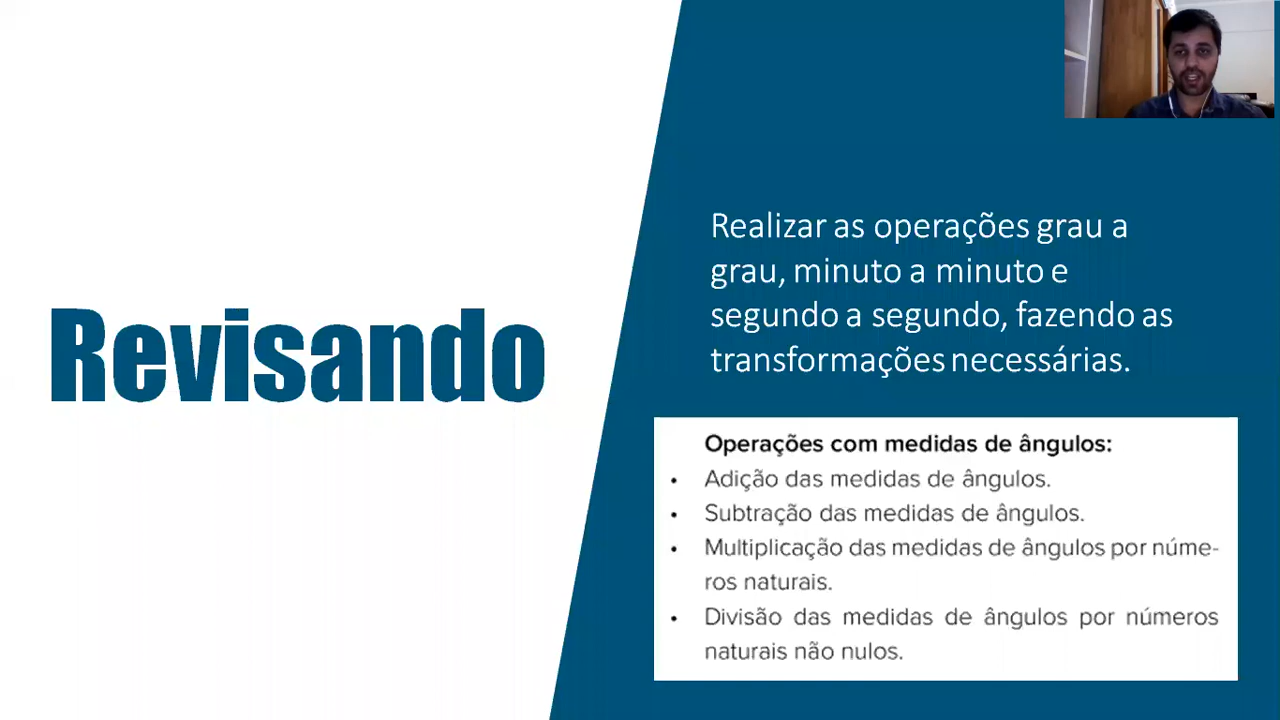 Revisando
Realizar as operações grau a
grau, minuto a minuto e
segundo a segundo, fazendo as
transformações necessárias.
Operações com medidas de ângulos:
• Adição das medidas de ângulos.
• Subtração das medidas de ângulos.
• Multiplicação das medidas de ângulos por núme-
ros naturais.
• Divisão das medidas de ângulos por números
naturais não nulos.